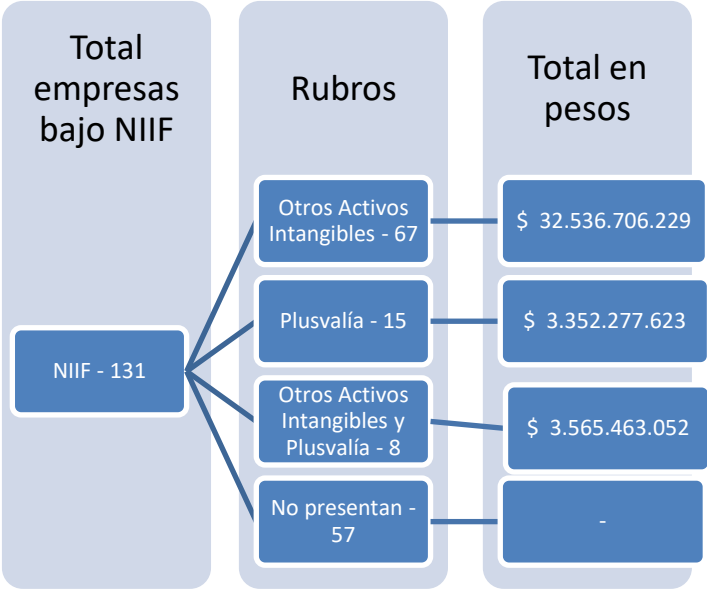 Total
empresas
bajo NIIF
Rubros
Total en
pesos
NIIF - 131
Otros Activos
Intangibles - 67
$ 32.536.706.229
Plusvalía - 15
$ 3.352.277.623
Otros Activos
Intangibles y
Plusvalía - 8
$ 3.565.463.052
No presentan -
57
-